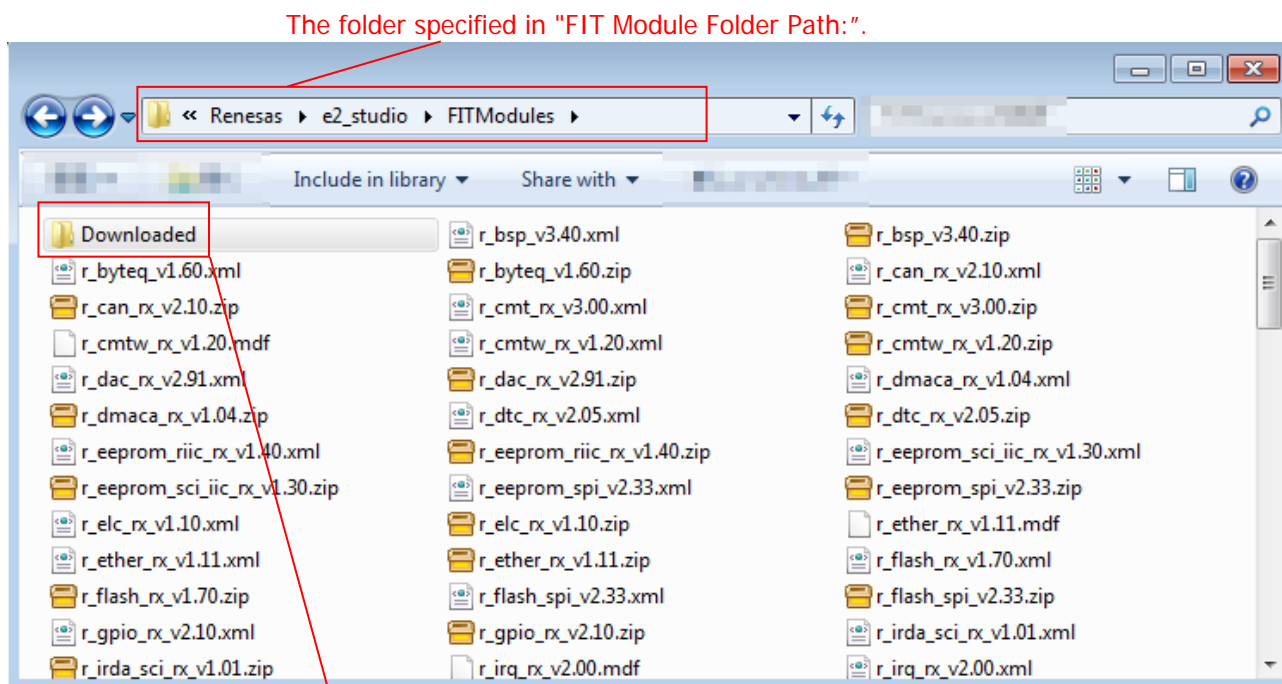 The folder specified in "FIT Module Folder Path:”.
« Renesas ▸ e2_studio ▸ FITModules ▸
Include in library Share with
Downloaded r_bsp_v3.40.xml r_bsp_v3.40.zip
r_byteq_v1.60.xml r_byteq_v1.60.zip r_can_rx_v2.10.xml
r_can_rx_v2.10.zip r_cmt_rx_v3.00.xml r_cmt_rx_v3.00.zip
r_cmtw_rx_v1.20.mdf r_cmtw_rx_v1.20.xml r_cmtw_rx_v1.20.zip
r_dac_rx_v2.91.xml r_dac_rx_v2.91.zip r_dmaca_rx_v1.04.xml
r_dmaca_rx_v1.04.zip r_dtc_rx_v2.05.xml r_dtc_rx_v2.05.zip
r_eeprom_riic_rx_v1.40.xml r_eeprom_riic_rx_v1.40.zip r_eeprom_sci_iic_rx_v1.30.xml
r_eeprom_sci_iic_rx_v1.30.zip r_eeprom_spi_v2.33.xml r_eeprom_spi_v2.33.zip
r_elc_rx_v1.10.xml r_elc_rx_v1.10.zip r_ether_rx_v1.11.mdf
r_ether_rx_v1.11.xml r_ether_rx_v1.11.zip r_flash_rx_v1.70.xml
r_flash_rx_v1.70.zip r_flash_spi_v2.33.xml r_flash_spi_v2.33.zip
r_gpio_rx_v2.10.xml r_gpio_rx_v2.10.zip r_irda_sci_rx_v1.01.xml
r_irda_sci_rx_v1.01.zip r_irq_rx_v2.00.mdf r_irq_rx_v2.00.xml